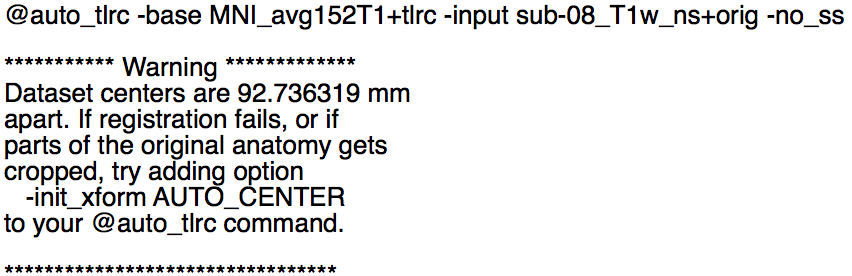 @auto_tlrc -base MNI_avg152T1+tlrc -input sub-08_T1w_ns+orig -no_ss
*********** Warning *************
Dataset centers are 92.736319 mm
apart. If registration fails, or if
parts of the original anatomy gets
cropped, try adding option
-init_xform AUTO_CENTER
to your @auto_tlrc command.
*********************************